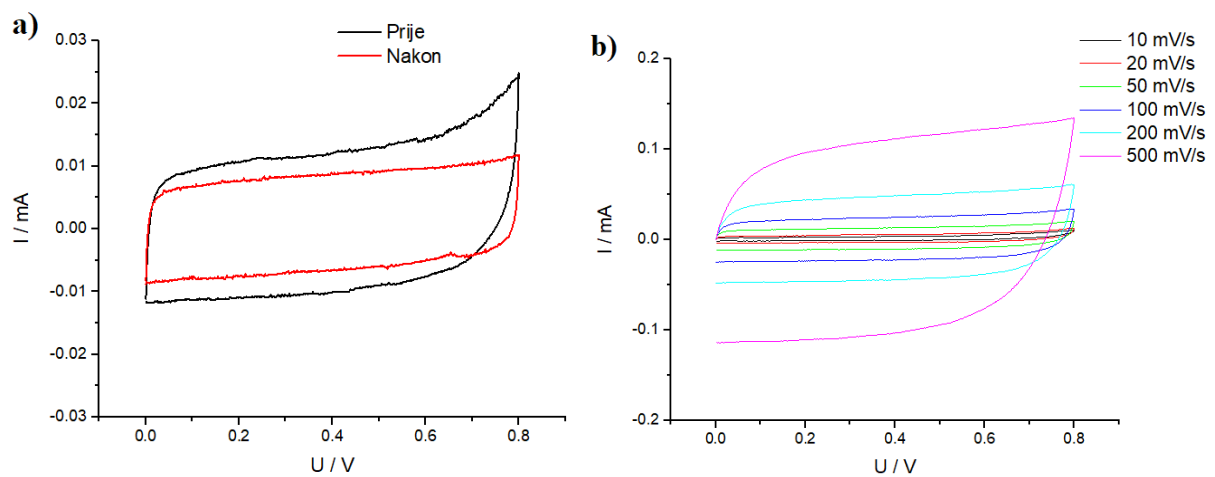 a)
Prije
Nakon
0.03
0.02
0.01
0.00
-0.01
-0.02
-0.03
I / mA
0.0
0.2
0.4
0.6
0.8
U / V
b)
10 mV/s
20 mV/s
50 mV/s
100 mV/s
200 mV/s
500 mV/s
0.2
0.1
0.0
-0.1
-0.2
I / mA
0.0
0.2
0.4
0.6
0.8
U / V